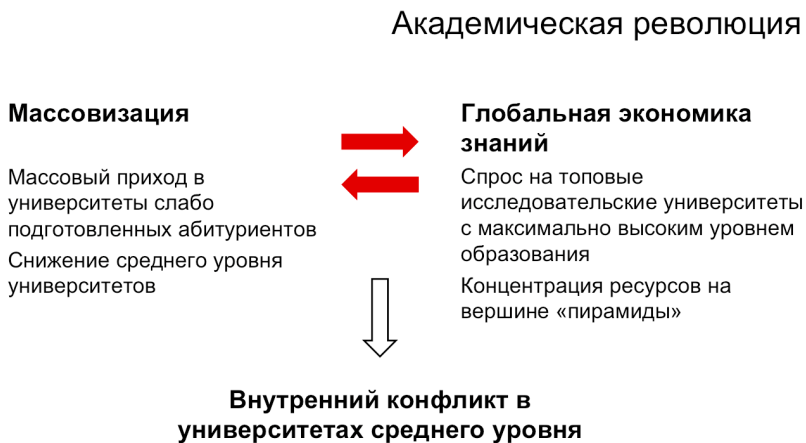 Академическая революция
Массовизация
Массовый приход в
университеты слабо
подготовленных абитуриентов
Снижение среднего уровня
университетов
Глобальная экономика
знаний
Спрос на топовые
исследовательские университеты
с максимально высоким уровнем
образования
Концентрация ресурсов на
вершине «пирамиды»
Внутренний конфликт в
университетах среднего уровня